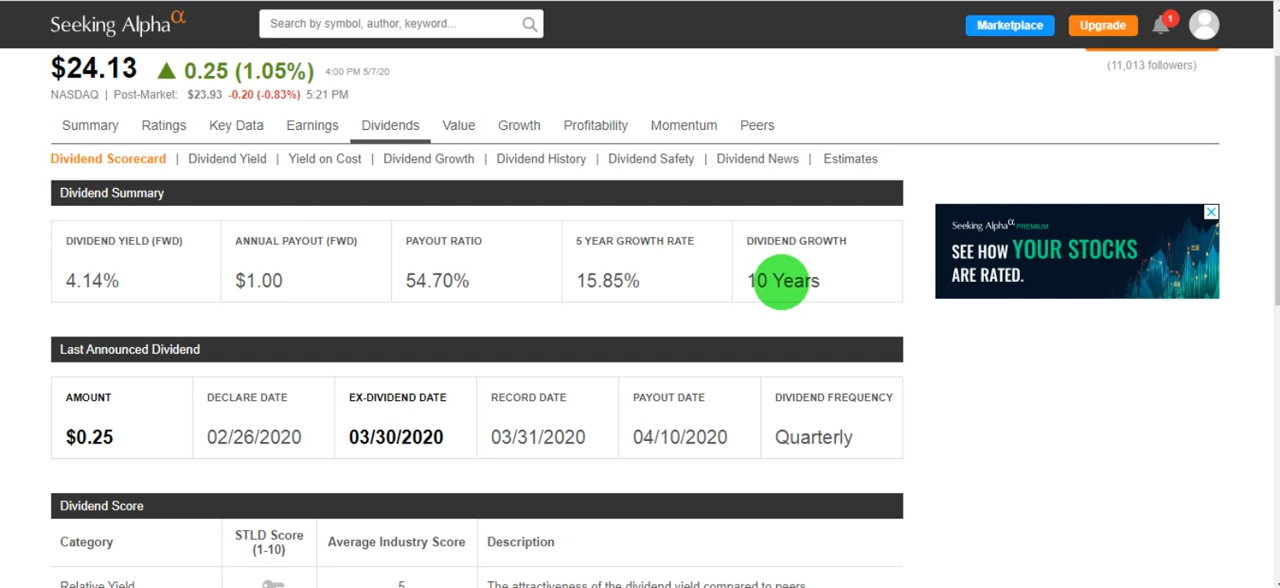 Seeking Alpha α
Search by symbol, author, keyword...
Marketplace
Upgrade
1
$24.13 ▲ 0.25 (1.05%) 4:00 PM 5/7/20
(11,013 followers)
NASDAQ | Post-Market: $23.93 -0.20 (-0.83%) 5:21 PM
Summary Ratings Key Data Earnings Dividends Value Growth Profitability Momentum Peers
Dividend Scorecard | Dividend Yield | Yield on Cost | Dividend Growth | Dividend History | Dividend Safety | Dividend News | Estimates
Dividend Summary
DIVIDEND YIELD (FWD) ANNUAL PAYOUT (FWD) PAYOUT RATIO 5 YEAR GROWTH RATE DIVIDEND GROWTH
4.14% $1.00 54.70% 15.85% 10 Years
Seeking Alpha α PREMIUM
SEE HOW YOUR STOCKS
ARE RATED.
Last Announced Dividend
AMOUNT DECLARE DATE EX-DIVIDEND DATE RECORD DATE PAYOUT DATE DIVIDEND FREQUENCY
$0.25 02/26/2020 03/30/2020 03/31/2020 04/10/2020 Quarterly
Dividend Score
Category STLD Score (1-10) Average Industry Score Description
Relative Yield 5 The attractiveness of the dividend yield compared to peers